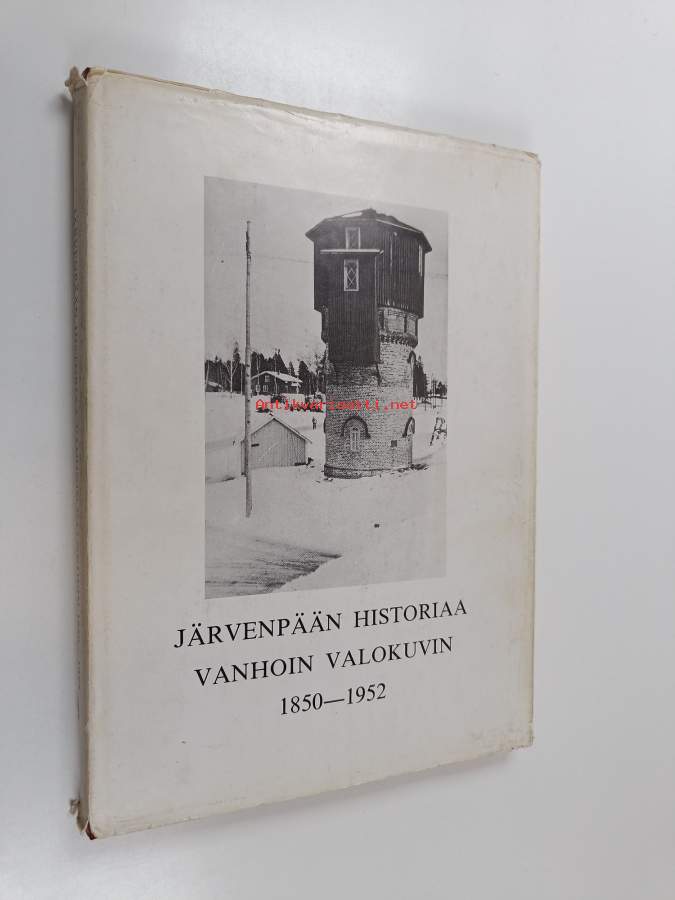 Antikvariaatti.net
JÄRVENPÄÄN HISTORIAA
VANHOIN VALOKUVIN
1850—1952